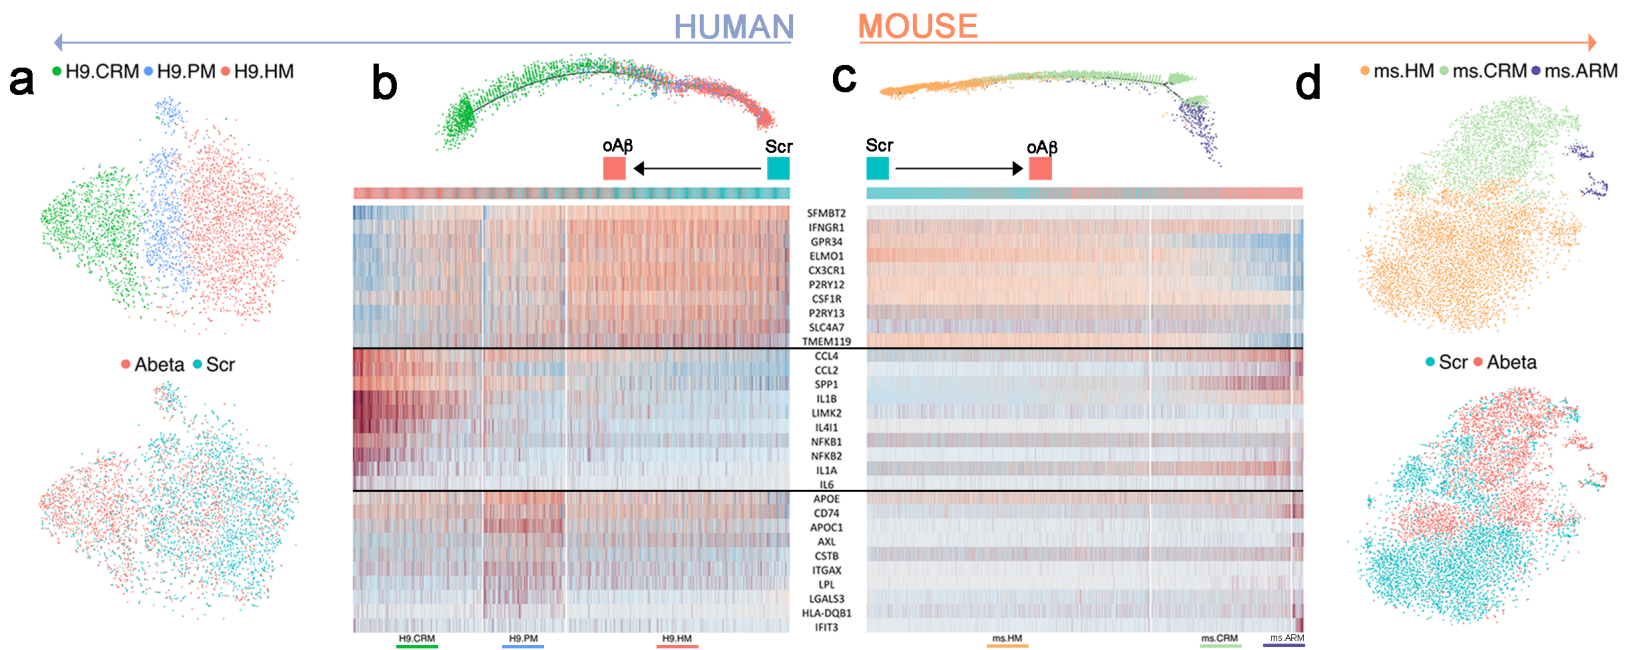 HUMAN
MOUSE
a
H9.CRM H9.PM H9.HM
b
c
d
ms.HM ms.CRM ms.ARM
oAβ
Scr
Scr
oAβ
SFMBT2
IFNGR1
GPR34
ELMO1
CX3CR1
P2RY12
CSF1R
P2RY13
SLC4A7
TMEM119
CCL4
CCL2
SPP1
IL1B
LIMK2
IL4I1
NFKB1
NFKB2
IL1A
IL6
APOE
CD74
APOC1
AXL
CSTB
ITGAX
LPL
LGALS3
HLA-DQB1
IFIT3
Abeta Scr
Scr Abeta
H9.CRM
H9.PM
H9.HM
ms.HM
ms.CRM
ms.ARM